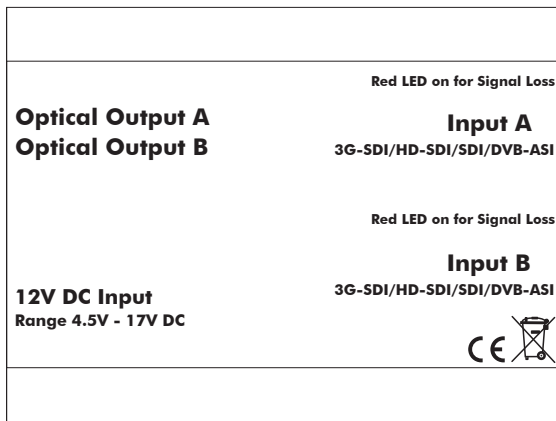 Red LED on for Signal Loss
Optical Output A
Optical Output B
Input A
3G-SDI/HD-SDI/SDI/DVB-ASI
Red LED on for Signal Loss
Input B
3G-SDI/HD-SDI/SDI/DVB-ASI
12V DC Input
Range 4.5V - 17V DC
CE